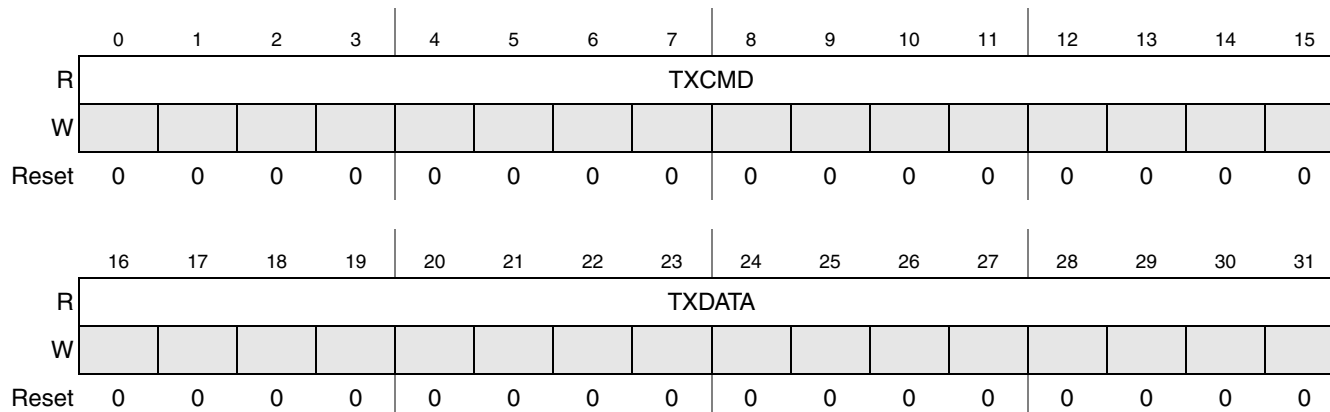 0 1 2 3 4 5 6 7 8 9 10 11 12 13 14 15
R TXCMD
W
Reset 0 0 0 0 0 0 0 0 0 0 0 0 0 0 0 0
16 17 18 19 20 21 22 23 24 25 26 27 28 29 30 31
R TXDATA
W
Reset 0 0 0 0 0 0 0 0 0 0 0 0 0 0 0 0